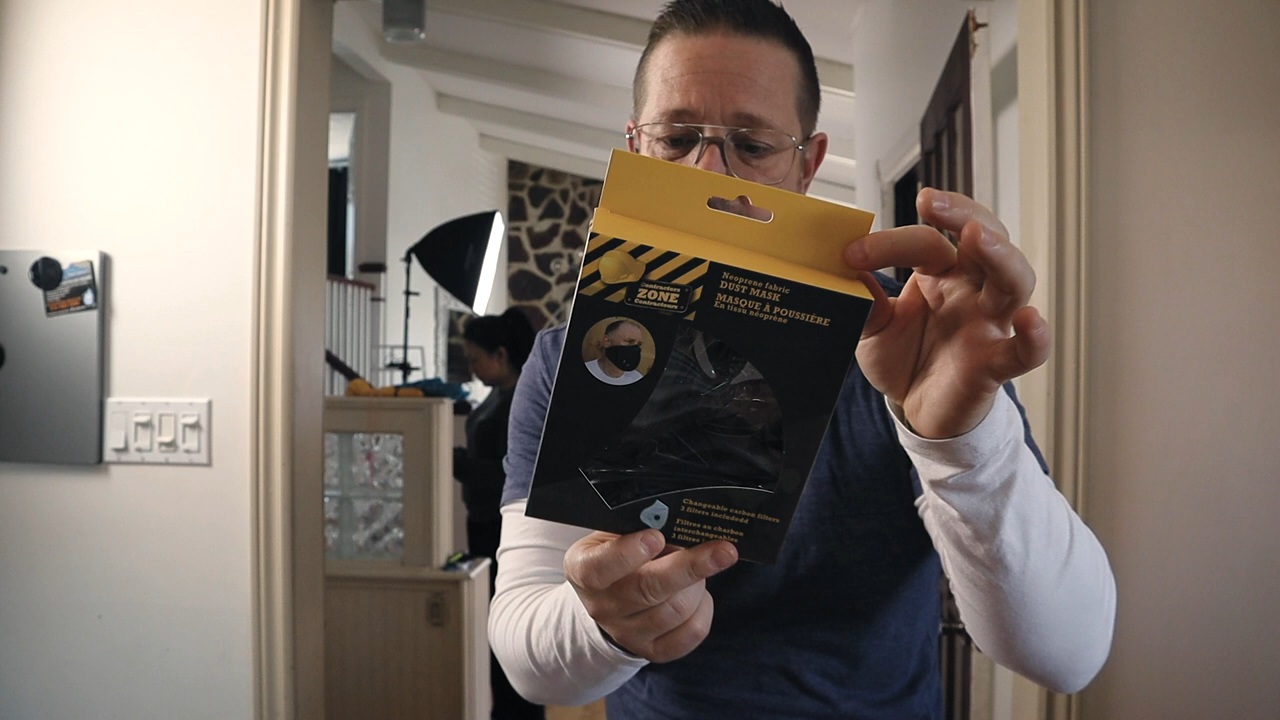 Contractors
ZONE
Contracteurs
Neoprene fabric
DUST MASK
MASQUE À POUSSIÈRE
En tissu néoprène
Changeable carbon filters
3 filters includedd
Filtres au charbon
interchangeables
3 filtres